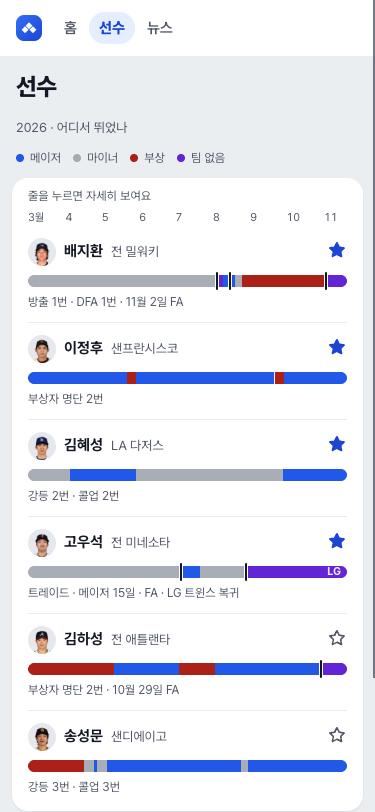 홈 선수 뉴스
선수
2026 · 어디서 뛰었나
메이저 마이너 부상 팀 없음
줄을 누르면 자세히 보여요
3월 4 5 6 7 8 9 10 11
배지환 전 밀워키
방출 1번 · DFA 1번 · 11월 2일 FA
이정후 샌프란시스코
부상자 명단 2번
김혜성 LA 다저스
강등 2번 · 콜업 2번
고우석 전 미네소타
LG
트레이드 · 메이저 15일 · FA · LG 트윈스 복귀
김하성 전 애틀랜타
부상자 명단 2번 · 10월 29일 FA
송성문 샌디에이고
강등 3번 · 콜업 3번